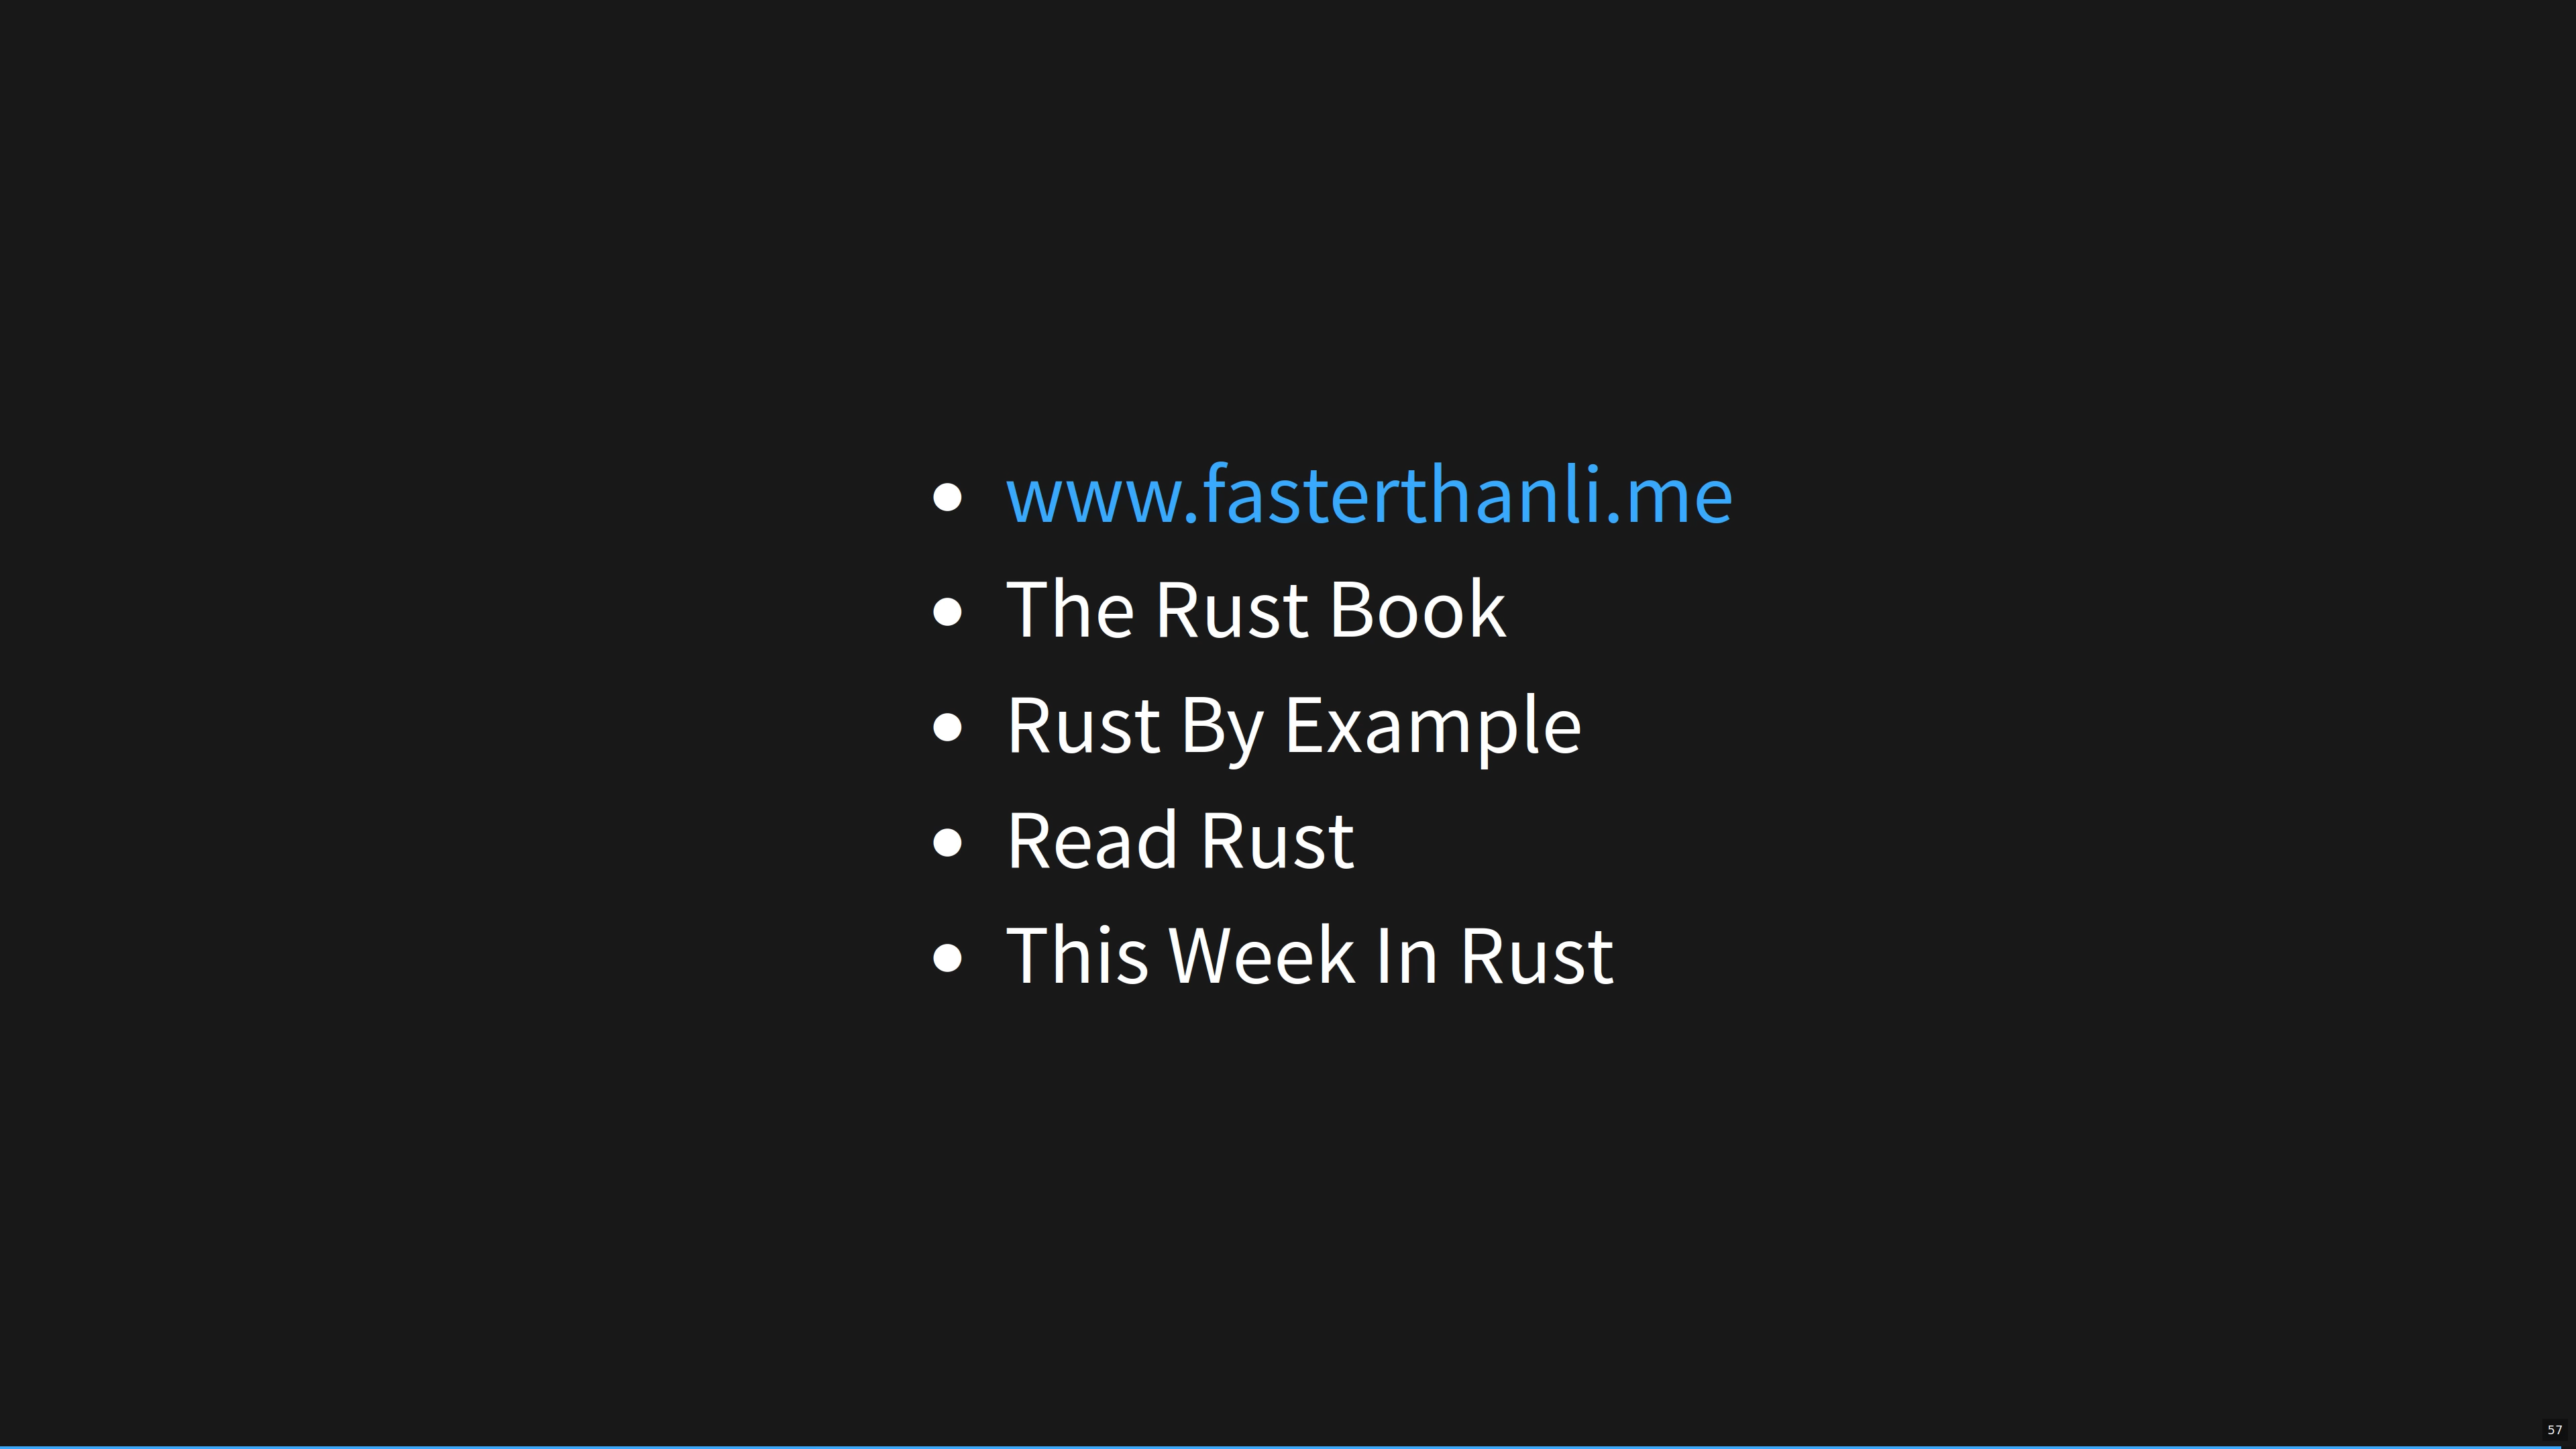 • www.fasterthanli.me
• The Rust Book
• Rust By Example
• Read Rust
• This Week In Rust
57